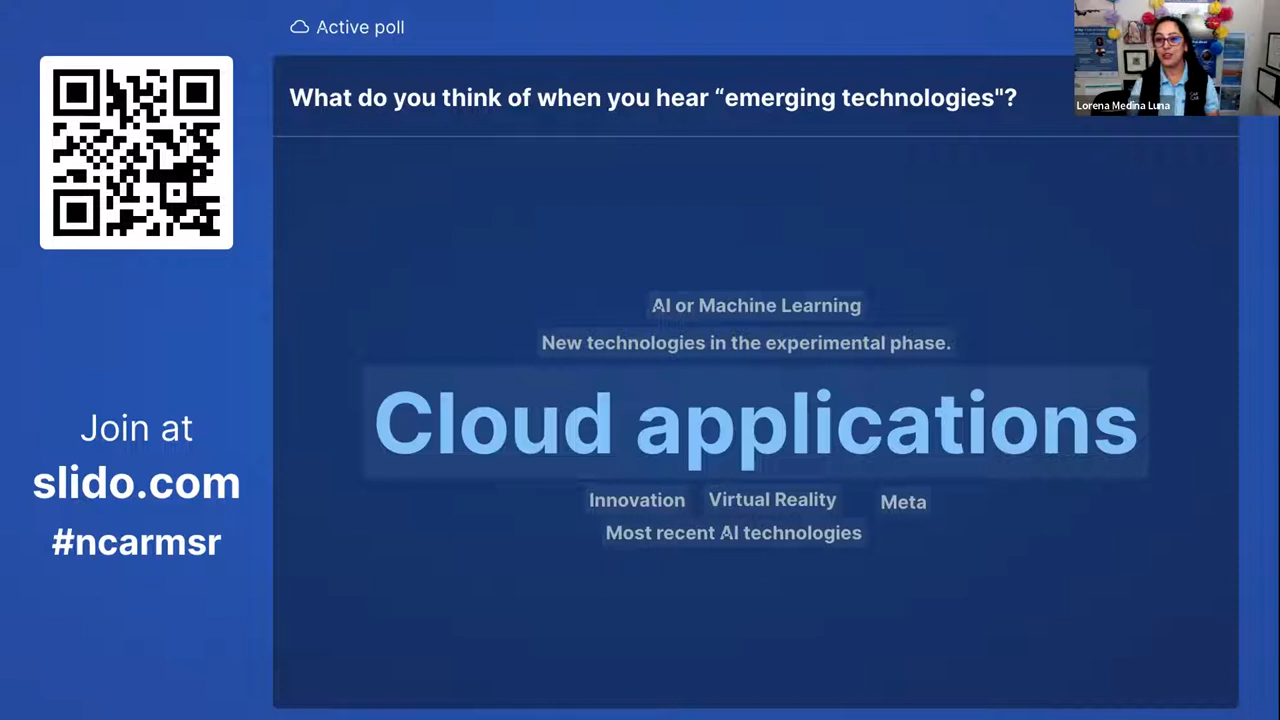 Active poll
Lorena Medina Luna
What do you think of when you hear “emerging technologies"?
AI or Machine Learning
New technologies in the experimental phase.
Cloud applications
Innovation Virtual Reality Meta
Most recent AI technologies
Join at
slido.com
#ncarmsr